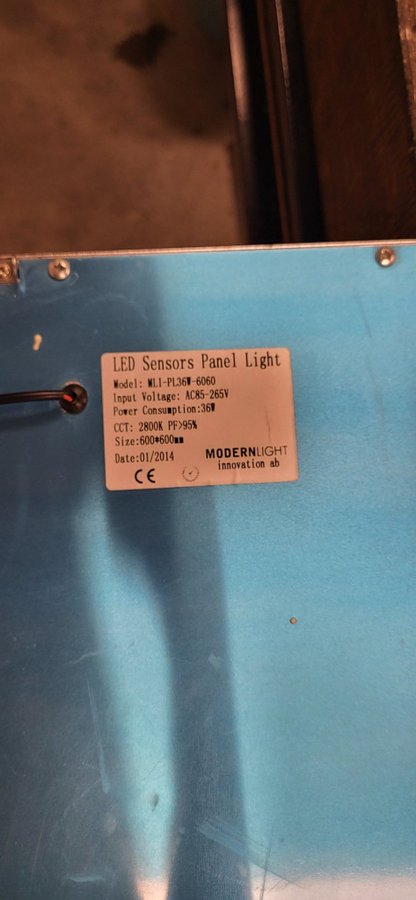 LED Sensors Panel Light
Model: MLI-PL36W-6060
Input Voltage: AC85-265V
Power Consumption:36W
CCT: 2800K PF>95%
Size:600*600mm
Date:01/2014
MODERNLIGHT
innovation ab
CE